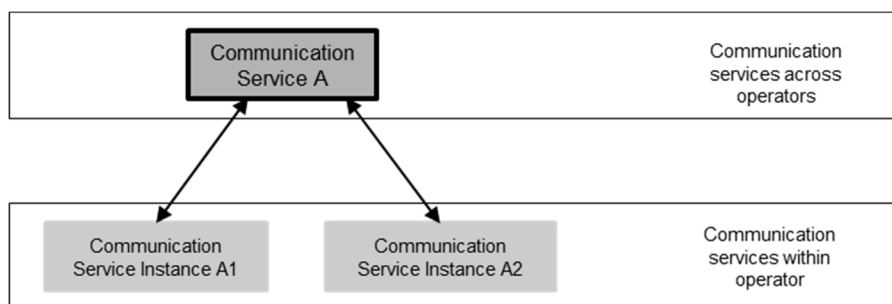 Communication
Service A
Communication
services across
operators
Communication
Service Instance A1
Communication
Service Instance A2
Communication
services within
operator